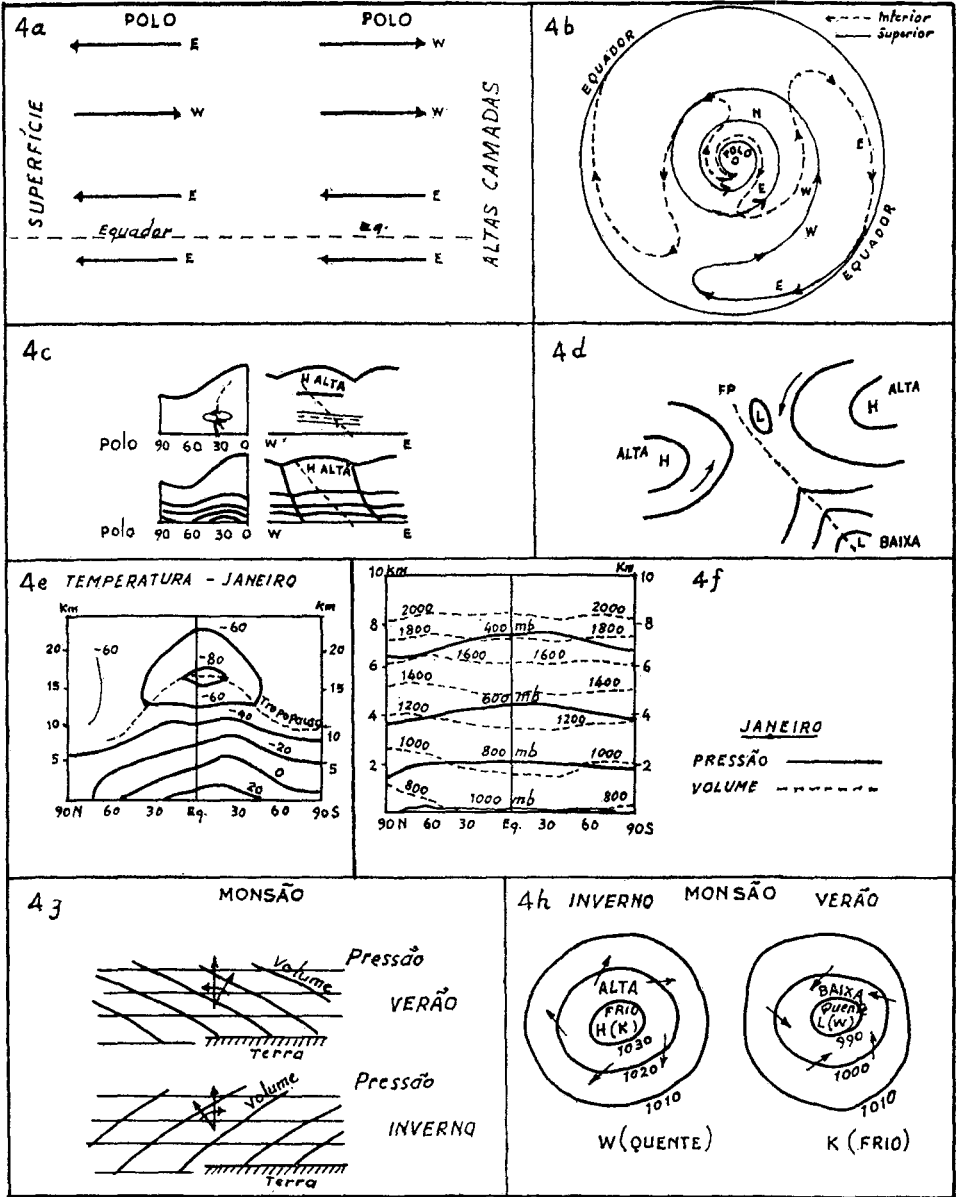 4a
POLO
POLO
E
W
W
W
E
E
Equador
Eq.
E
E
SUPERFÍCIE
ALTAS CAMADAS
4b
Inferior
Superior
EQUADOR
N
POLO
E
W
W
E
E
EQUADOR
4c
H ALTA
Polo
90 60 30 0
W
E
H ALTA
Polo
90 60 30 0
W
E
4d
FP
L
ALTA
H
ALTA
H
L
BAIXA
4e TEMPERATURA - JANEIRO
Km
km
-60
-60
-80
-60
-40
-20
0
20
Tropopausa
20
15
10
5
20
15
10
5
90N 60 30 Eq. 30 60 90S
4f
10 Km
Km 10
8
6
4
2
8
6
4
2
2000
2000
1800
400 mb
1800
1600
1600
1400
1400
600 mb
1200
1200
1000
800 mb
1000
800
1000 mb
800
90N 60 30 Eq. 30 60 90S
JANEIRO
PRESSÃO
VOLUME
4g
MONSÃO
Volume
Pressão
VERÃO
Terra
Volume
Pressão
INVERNO
Terra
4h INVERNO MONSÃO VERÃO
ALTA
FRIO
H(K)
1030
1020
1010
W (QUENTE)
BAIXA
Quente
L(W)
990
1000
1010
K (FRIO)